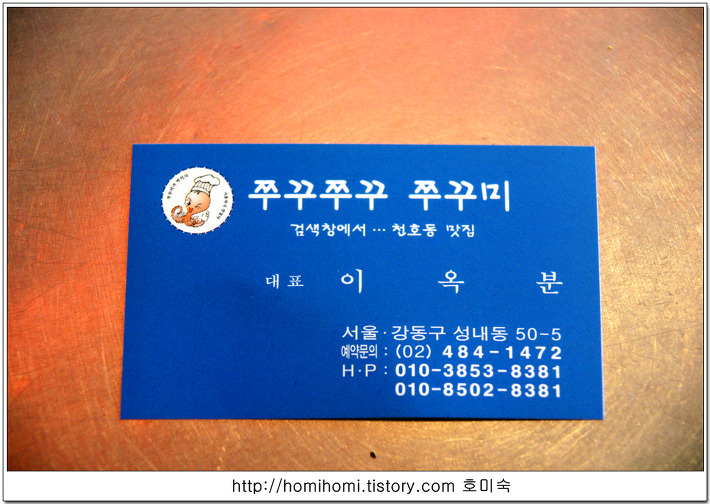 쭈꾸쭈꾸 쭈꾸미
검색창에서 … 천호동 맛집
대표 이 옥 분
서울·강동구 성내동 50-5
예약문의 : (02) 484-1472
H·P : 010-3853-8381
010-8502-8381
http://homihomi.tistory.com 호미숙